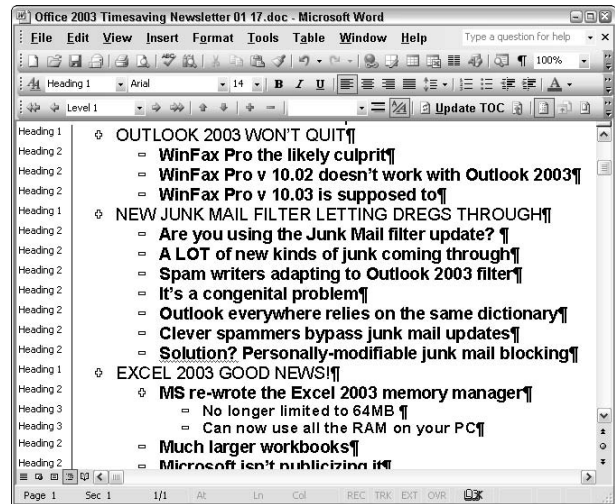 Office 2003 Timesaving Newsletter 01 17.doc - Microsoft Word
File Edit View Insert Format Tools Table Window Help Type a question for help
100%
Heading 1 Arial 14 B I U A
Level 1 Update TOC
Heading 1 OUTLOOK 2003 WON'T QUIT¶
Heading 2 WinFax Pro the likely culprit¶
Heading 2 WinFax Pro v 10.02 doesn't work with Outlook 2003¶
Heading 2 WinFax Pro v 10.03 is supposed to¶
Heading 1 NEW JUNK MAIL FILTER LETTING DREGS THROUGH¶
Heading 2 Are you using the Junk Mail filter update? ¶
Heading 2 A LOT of new kinds of junk coming through¶
Heading 2 Spam writers adapting to Outlook 2003 filter¶
Heading 2 It's a congenital problem¶
Heading 2 Outlook everywhere relies on the same dictionary¶
Heading 2 Clever spammers bypass junk mail updates¶
Heading 2 Solution? Personally-modifiable junk mail blocking¶
Heading 1 EXCEL 2003 GOOD NEWS!¶
Heading 2 MS re-wrote the Excel 2003 memory manager¶
Heading 3 No longer limited to 64MB ¶
Heading 3 Can now use all the RAM on your PC¶
Heading 2 Much larger workbooks¶
Heading 2 Microsoft isn't publicizing it¶
Page 1 Sec 1 1/1 At Ln Col REC TRK EXT OVR